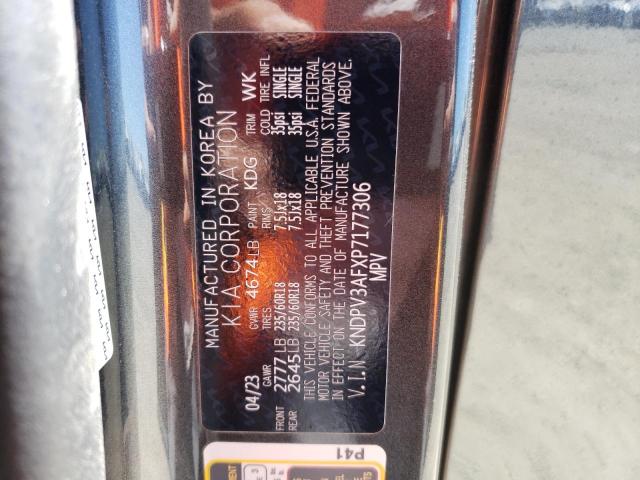 MANUFACTURED IN KOREA BY
KIA CORPORATION
04/23 GVWR 4674LB PAINT KDG TRIM WK
GAWR TIRES RIMS COLD TIRE INFL
FRONT 2777LB 235/60R18 7.5Jx18 35psi SINGLE
REAR 2645LB 235/60R18 7.5Jx18 35psi SINGLE
THIS VEHICLE CONFORMS TO ALL APPLICABLE U.S.A. FEDERAL
MOTOR VEHICLE SAFETY AND THEFT PREVENTION STANDARDS
IN EFFECT ON THE DATE OF MANUFACTURE SHOWN ABOVE.
V.I.N. KNDPV3AFXP7177306
MPV
P41